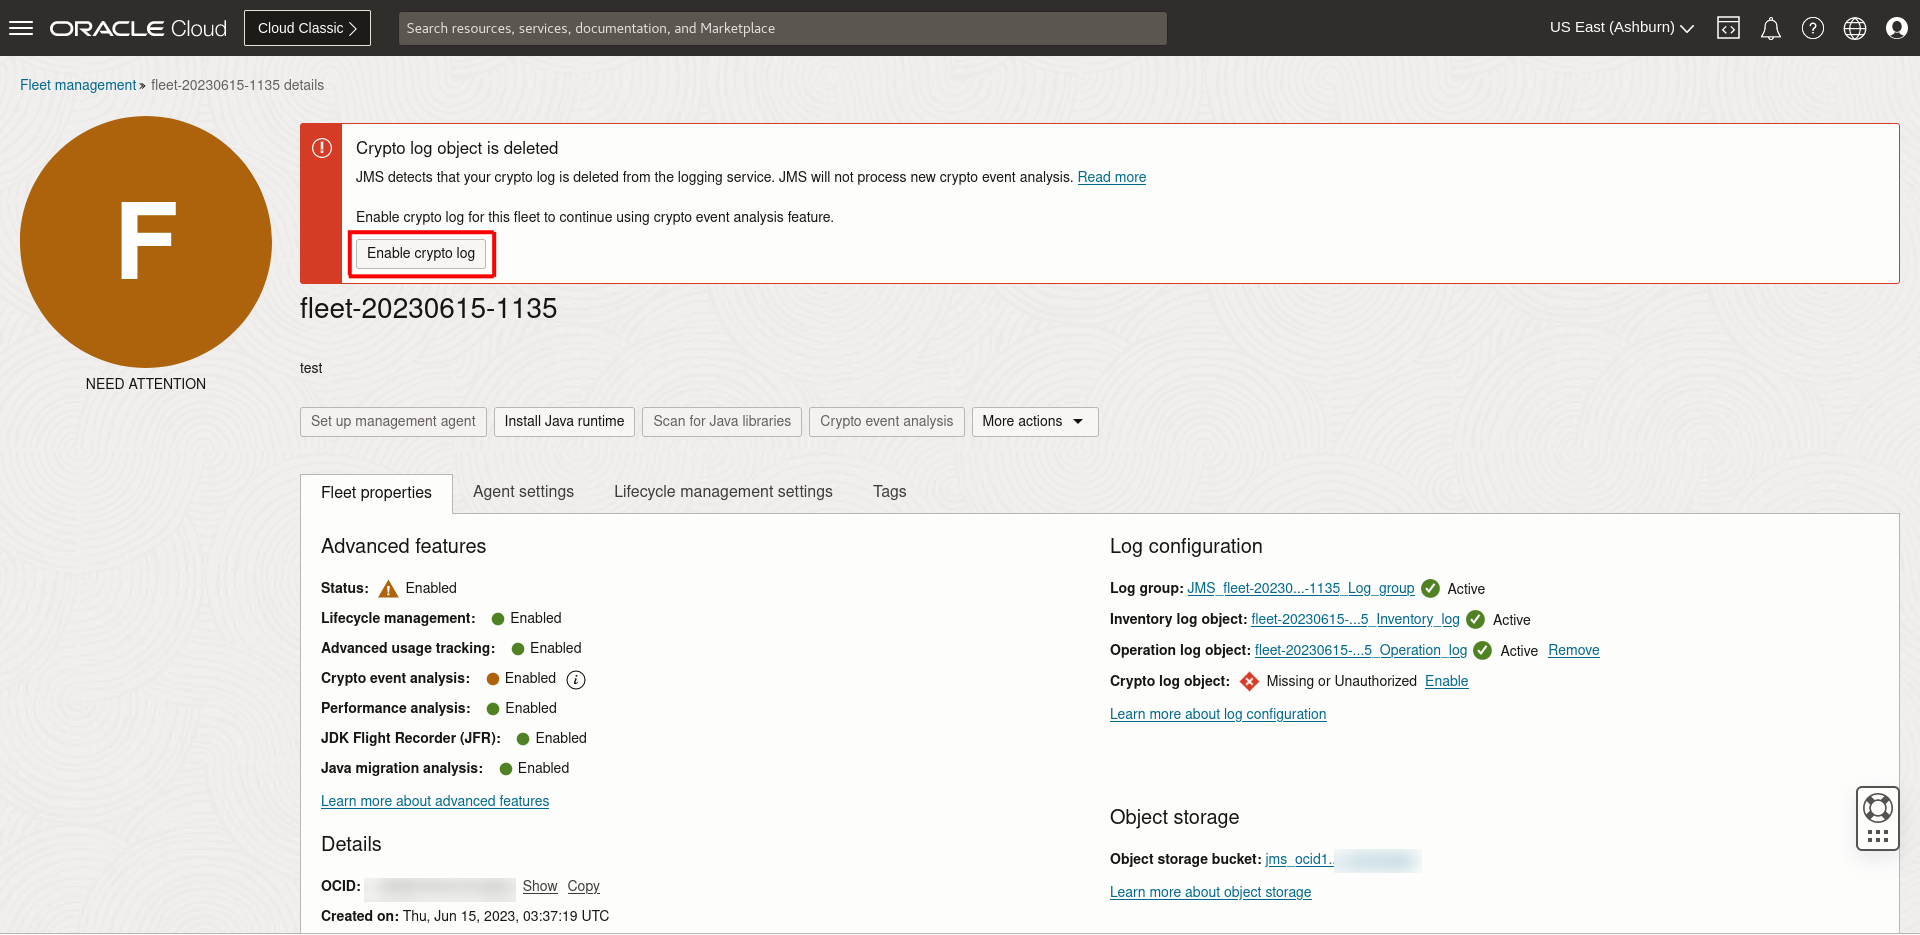 ORACLE Cloud
Cloud Classic
Search resources, services, documentation, and Marketplace
US East (Ashburn)
Fleet management » fleet-20230615-1135 details
F
NEED ATTENTION
Crypto log object is deleted
JMS detects that your crypto log is deleted from the logging service. JMS will not process new crypto event analysis. Read more
Enable crypto log for this fleet to continue using crypto event analysis feature.
Enable crypto log
fleet-20230615-1135
test
Set up management agent
Install Java runtime
Scan for Java libraries
Crypto event analysis
More actions
Fleet properties
Agent settings
Lifecycle management settings
Tags
Advanced features
Status: Enabled
Lifecycle management: Enabled
Advanced usage tracking: Enabled
Crypto event analysis: Enabled
Performance analysis: Enabled
JDK Flight Recorder (JFR): Enabled
Java migration analysis: Enabled
Learn more about advanced features
Details
OCID: Show Copy
Created on: Thu, Jun 15, 2023, 03:37:19 UTC
Log configuration
Log group: JMS_fleet-20230...-1135_Log_group Active
Inventory log object: fleet-20230615-...5_Inventory_log Active
Operation log object: fleet-20230615-...5_Operation_log Active Remove
Crypto log object: Missing or Unauthorized Enable
Learn more about log configuration
Object storage
Object storage bucket: jms_ocid1..
Learn more about object storage